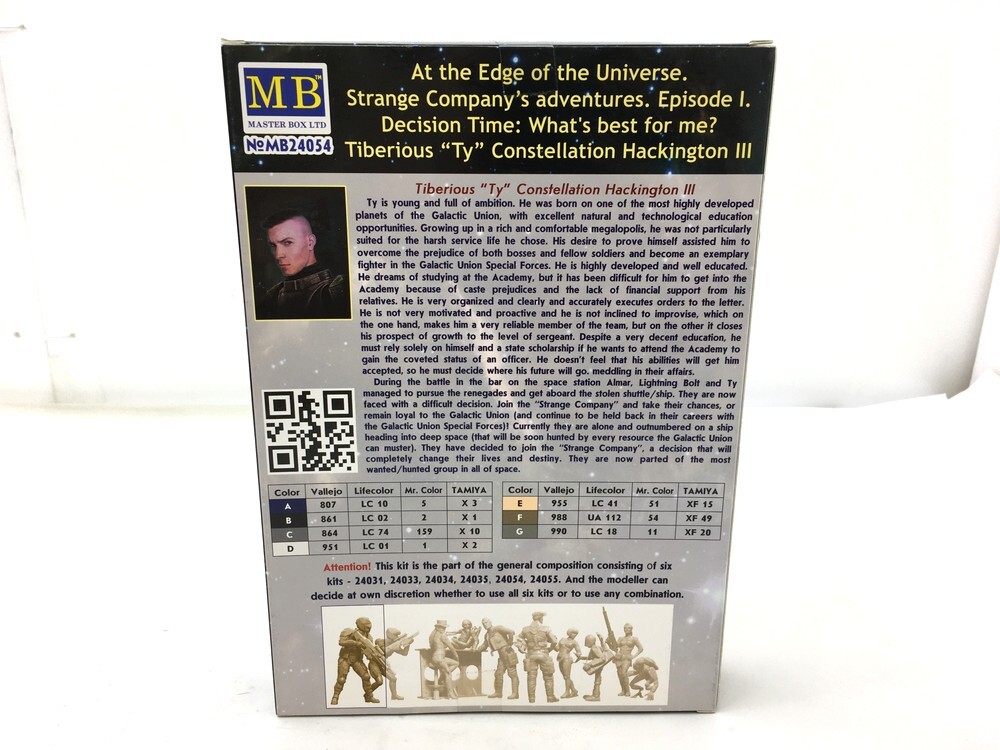 MB™
MASTER BOX LTD
№MB24054
At the Edge of the Universe.
Strange Company's adventures. Episode I.
Decision Time: What's best for me?
Tiberious "Ty" Constellation Hackington III
Tiberious "Ty" Constellation Hackington III
Ty is young and full of ambition. He was born on one of the most highly developed
planets of the Galactic Union, with excellent natural and technological education
opportunities. Growing up in a rich and comfortable megalopolis, he was not particularly
suited for the harsh service life he chose. His desire to prove himself assisted him to
overcome the prejudice of both bosses and fellow soldiers and become an exemplary
fighter in the Galactic Union Special Forces. He is highly developed and well educated.
He dreams of studying at the Academy, but it has been difficult for him to get into the
Academy because of caste prejudices and the lack of financial support from his
relatives. He is very organized and clearly and accurately executes orders to the letter.
He is not very motivated and proactive and he is not inclined to improvise, which on
the one hand, makes him a very reliable member of the team, but on the other it closes
his prospect of growth to the level of sergeant. Despite a very decent education, he
must rely solely on himself and a state scholarship if he wants to attend the Academy to
gain the coveted status of an officer. He doesn't feel that his abilities will get him
accepted, so he must decide where his future will go. meddling in their affairs.
During the battle in the bar on the space station Almar, Lightning Bolt and Ty
managed to pursue the renegades and get aboard the stolen shuttle/ship. They are now
faced with a difficult decision. Join the "Strange Company" and take their chances, or
remain loyal to the Galactic Union (and continue to be held back in their careers with
the Galactic Union Special Forces)! Currently they are alone and outnumbered on a ship
heading into deep space (that will be soon hunted by every resource the Galactic Union
can muster). They have decided to join the "Strange Company", a decision that will
completely change their lives and destiny. They are now parted of the most
wanted/hunted group in all of space.
Color Vallejo Lifecolor Mr. Color TAMIYA
A 807 LC 10 5 X 3
B 861 LC 02 2 X 1
C 864 LC 74 159 X 10
D 951 LC 01 1 X 2
Color Vallejo Lifecolor Mr. Color TAMIYA
E 955 LC 41 51 XF 15
F 988 UA 112 54 XF 49
G 990 LC 18 11 XF 20
Attention! This kit is the part of the general composition consisting of six
kits - 24031, 24033, 24034, 24035, 24054, 24055. And the modeller can
decide at own discretion whether to use all six kits or to use any combination.